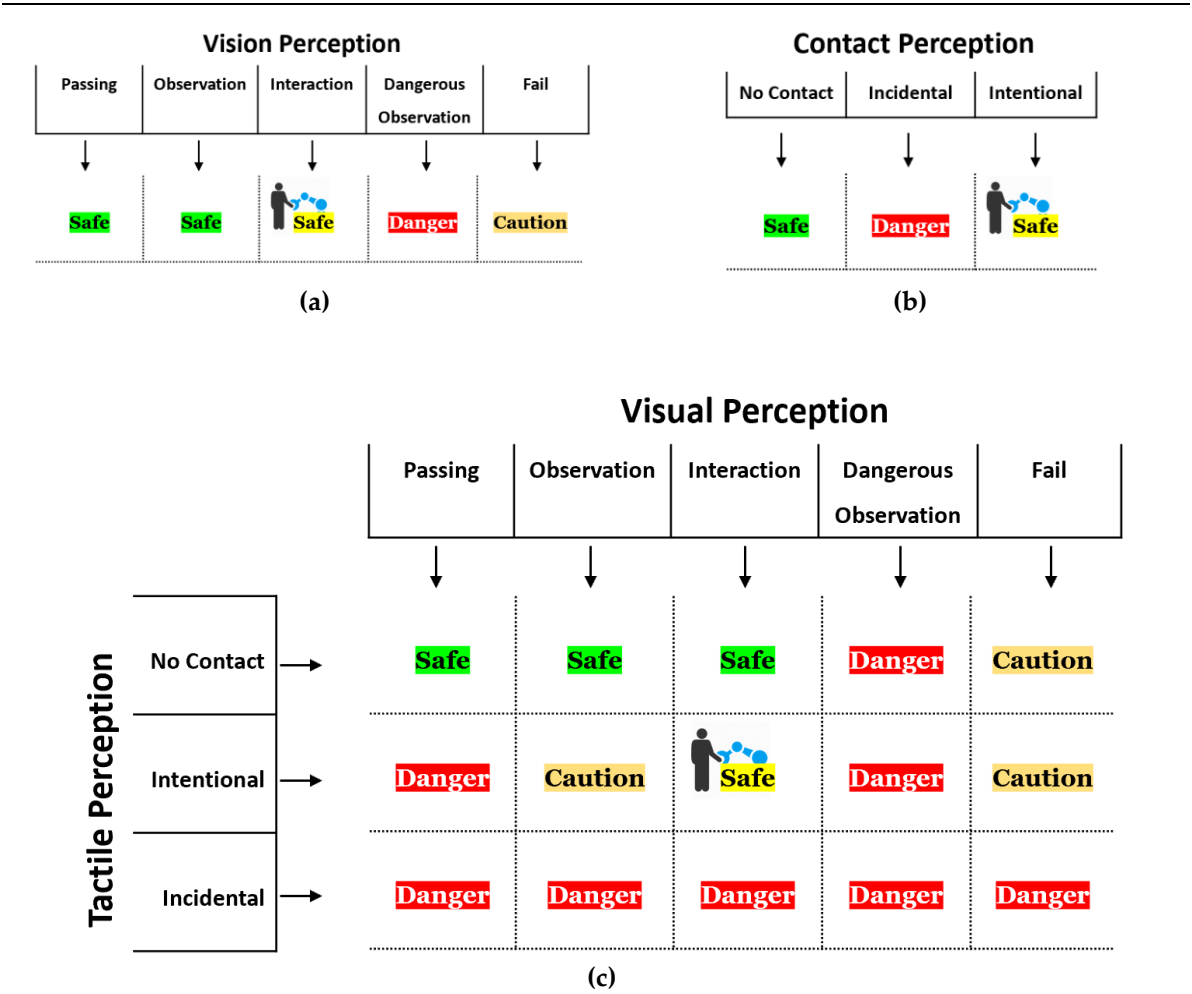 Vision Perception
Passing Observation Interaction Dangerous Observation Fail
Safe Safe Safe Danger Caution
(a)
Contact Perception
No Contact Incidental Intentional
Safe Danger Safe
(b)
Visual Perception
Passing Observation Interaction Dangerous Observation Fail
Tactile Perception
No Contact Safe Safe Safe Danger Caution
Intentional Danger Caution Safe Danger Caution
Incidental Danger Danger Danger Danger Danger
(c)